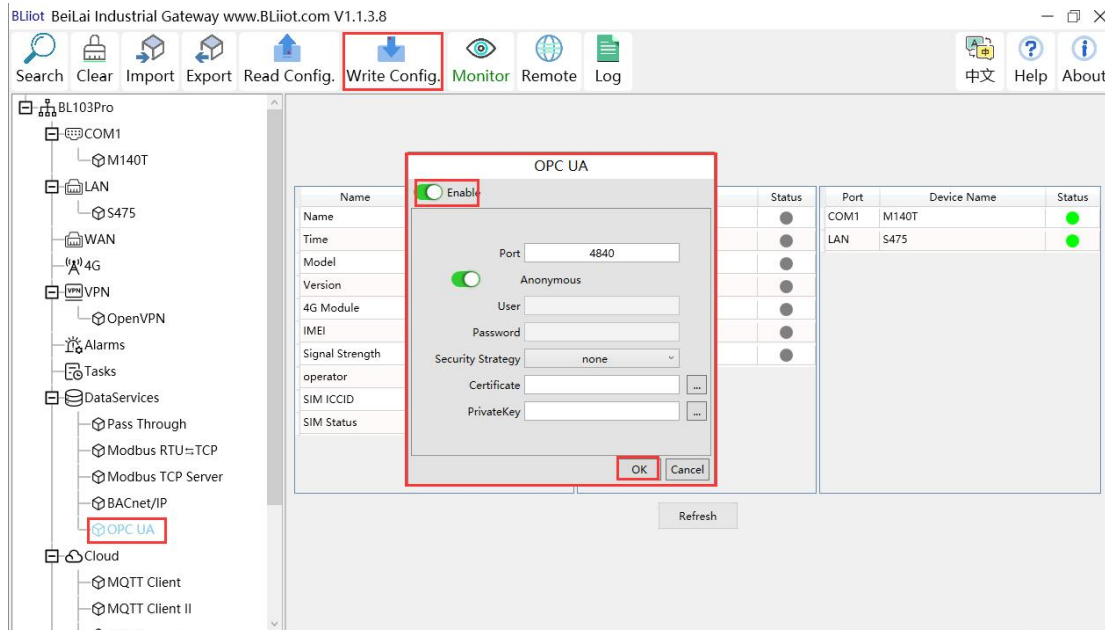 BLiiot BeiLai Industrial Gateway www.BLiiot.com V1.1.3.8
Search Clear Import Export Read Config. Write Config. Monitor Remote Log 中文 Help About
BL103Pro
COM1
M140T
LAN
S475
WAN
4G
VPN
OpenVPN
Alarms
Tasks
DataServices
Pass Through
Modbus RTU⇆TCP
Modbus TCP Server
BACnet/IP
OPC UA
Cloud
MQTT Client
MQTT Client II
Name
Name
Time
Model
Version
4G Module
IMEI
Signal Strength
operator
SIM ICCID
SIM Status
OPC UA
Enable
Port 4840
Anonymous
User
Password
Security Strategy none
Certificate ...
PrivateKey ...
OK Cancel
Status
Port Device Name Status
COM1 M140T
LAN S475
Refresh